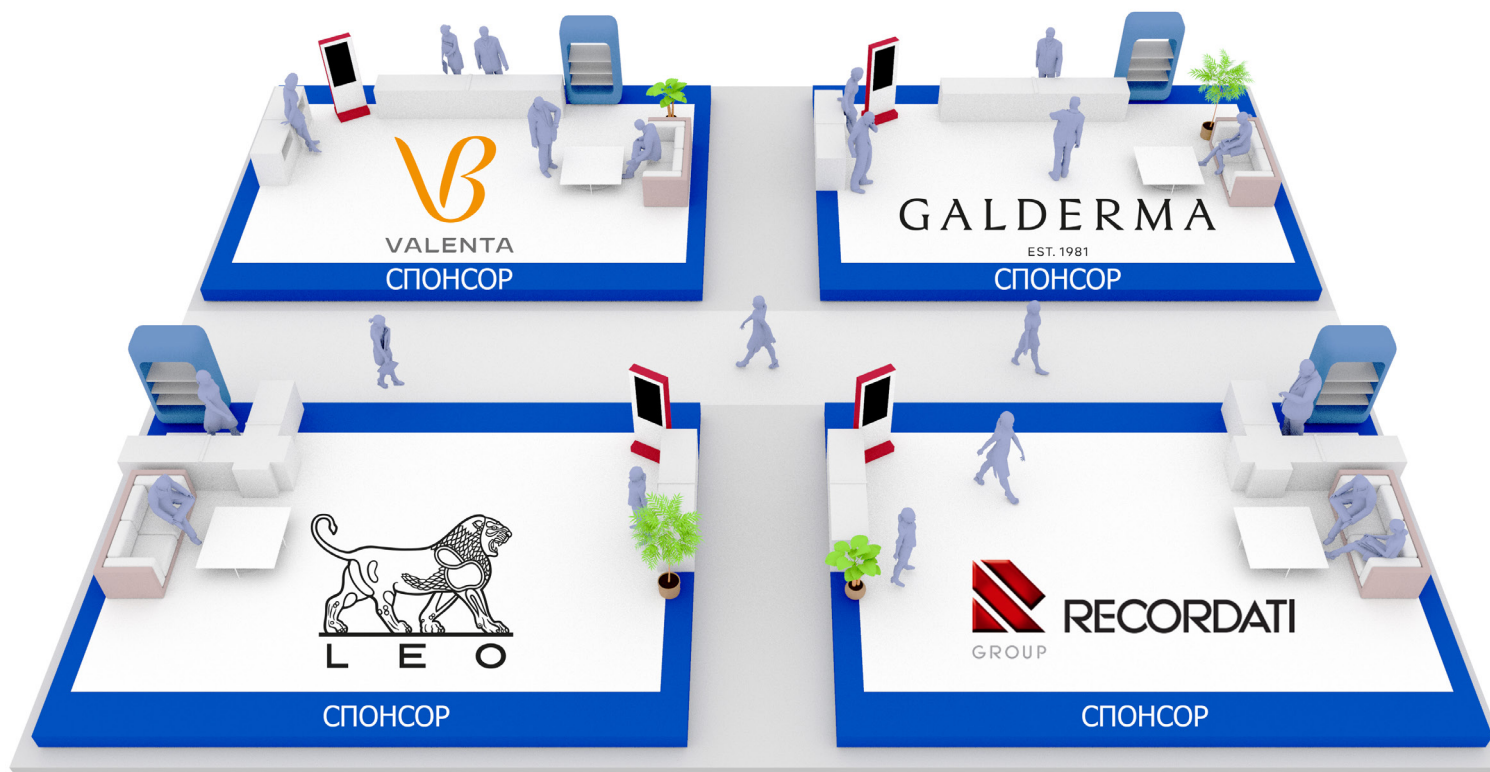 VALENTA
СПОНСОР
GALDERMA
EST. 1981
СПОНСОР
LEO
СПОНСОР
RECORDATI
GROUP
СПОНСОР